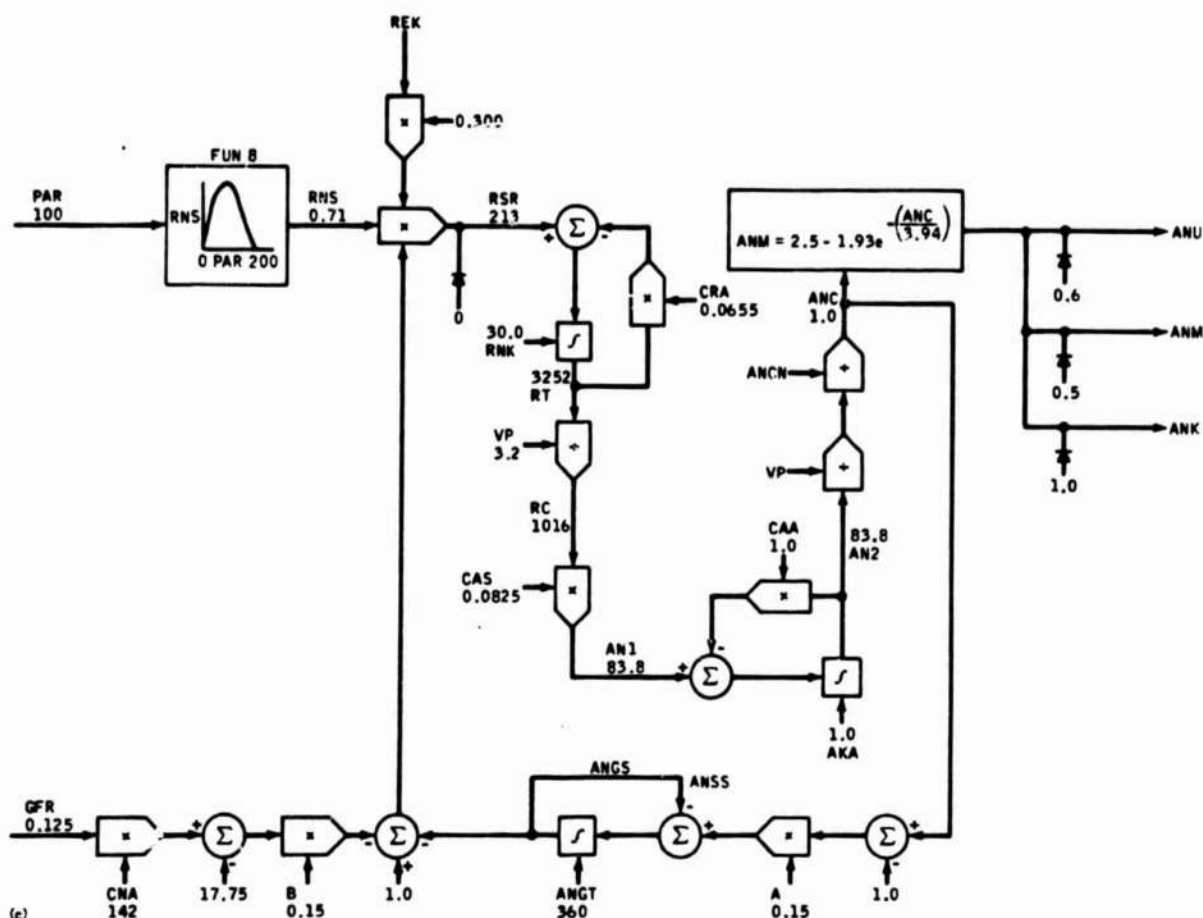 REK
× 0.300
FUN 8
PAR
100
RNS
0 PAR 200
RNS
0.71
×
RSR
213
0
Σ
+
-
×
CRA
0.0655
30.0
RNK
∫
3252
RT
VP
3.2
÷
RC
1016
CAS
0.0825
×
AN1
83.8
+
-
Σ
∫
1.0
AKA
CAA
1.0
×
83.8
AN2
VP
÷
ANCN
÷
ANC
1.0
ANM = 2.5 - 1.93e -(ANC/3.94)
ANU
0.6
ANM
0.5
ANK
1.0
GFR
0.125
×
CNA
142
+
Σ
-
17.75
×
B
0.15
-
Σ
-
+
1.0
ANGS
ANSS
∫
ANGT
360
-
Σ
+
×
A
0.15
Σ
+
-
1.0
(e)